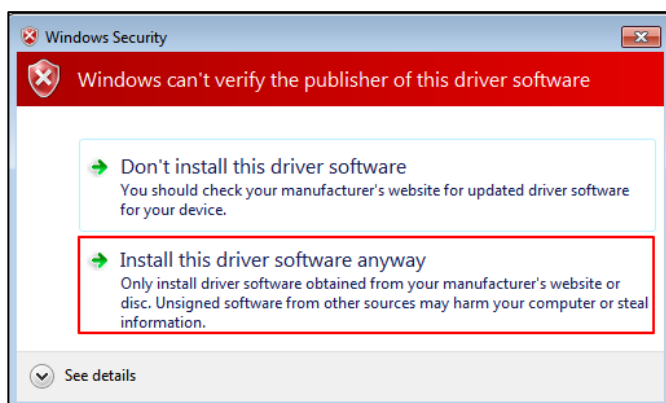 Windows Security
Windows can't verify the publisher of this driver software
Don't install this driver software
You should check your manufacturer's website for updated driver software
for your device.
Install this driver software anyway
Only install driver software obtained from your manufacturer's website or
disc. Unsigned software from other sources may harm your computer or steal
information.
See details